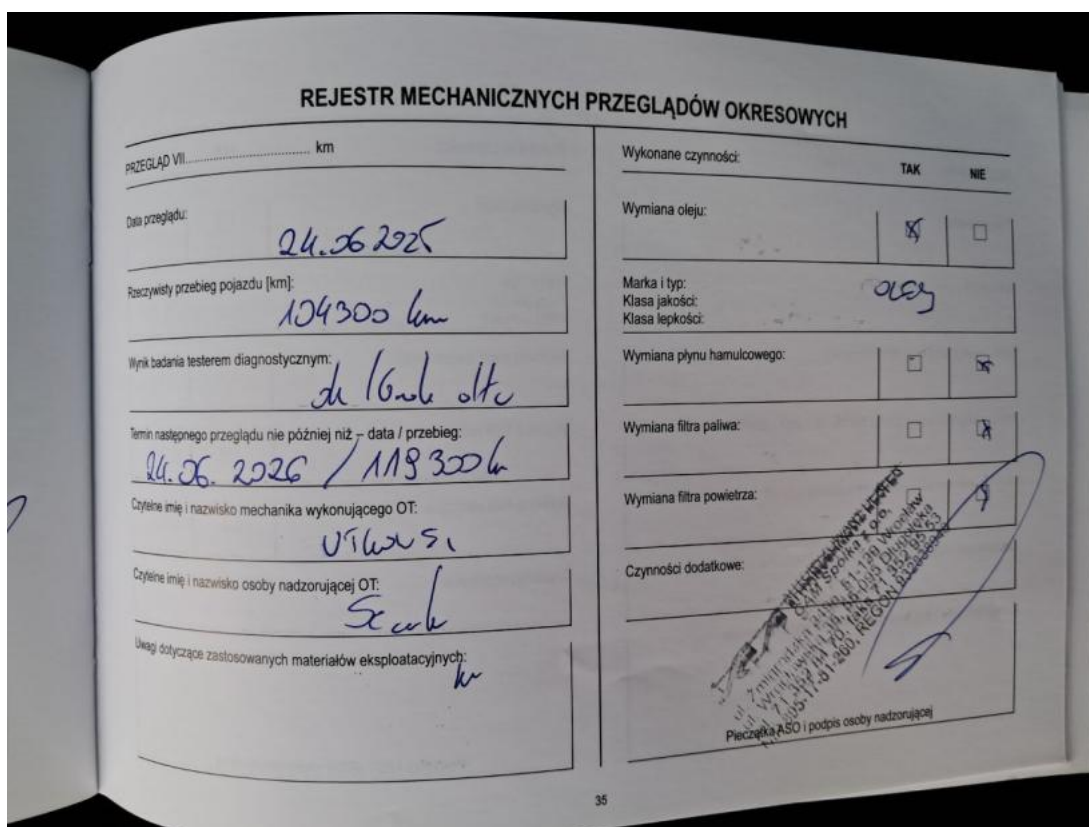 REJESTR MECHANICZNYCH PRZEGLĄDÓW OKRESOWYCH
PRZEGLĄD VII.............................. km
Data przeglądu:
24.06 2025
Rzeczywisty przebieg pojazdu [km]:
104300 km
Wynik badania testerem diagnostycznym:
Termin następnego przeglądu nie później niż – data / przebieg:
24.06. 2026 / 119300 km
Czytelne imię i nazwisko mechanika wykonującego OT:
Czytelne imię i nazwisko osoby nadzorującej OT:
Uwagi dotyczące zastosowanych materiałów eksploatacyjnych:
Wykonane czynności:
TAK NIE
Wymiana oleju:
Marka i typ:
Klasa jakości:
Klasa lepkości:
Wymiana płynu hamulcowego:
Wymiana filtra paliwa:
Wymiana filtra powietrza:
Czynności dodatkowe:
Spółka z o.o.
51-130 Wrocław
Pieczątka ASO i podpis osoby nadzorującej
35